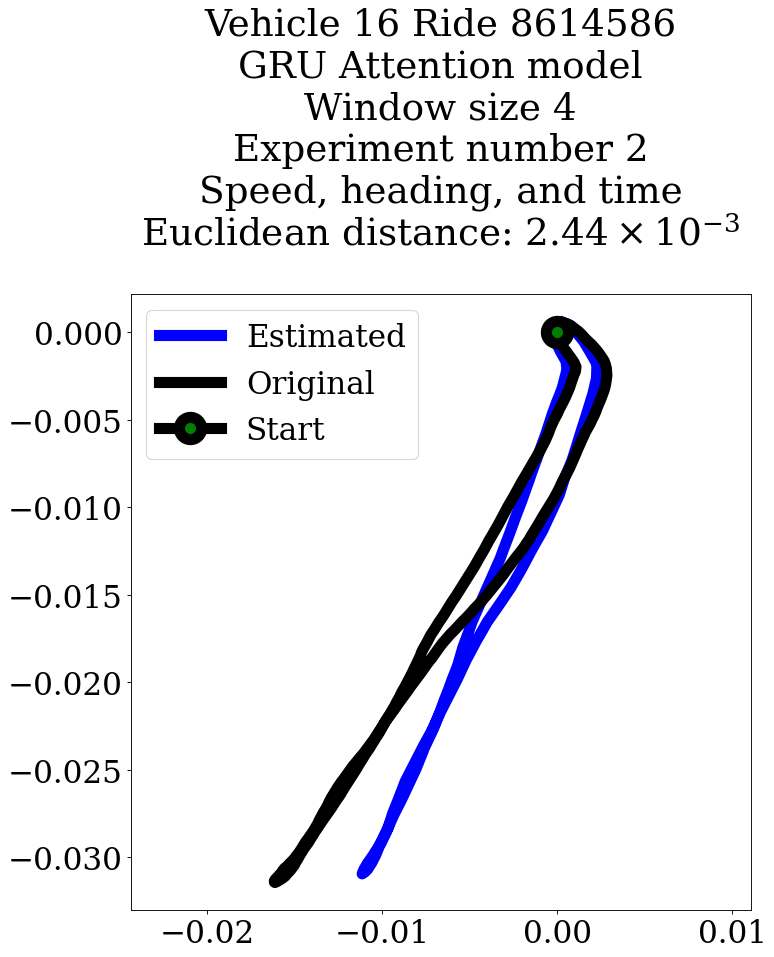 Vehicle 16 Ride 8614586
GRU Attention model
Window size 4
Experiment number 2
Speed, heading, and time
Euclidean distance: 2.44 × 10⁻³
Estimated
Original
Start
0.000
−0.005
−0.010
−0.015
−0.020
−0.025
−0.030
−0.02 −0.01 0.00 0.01